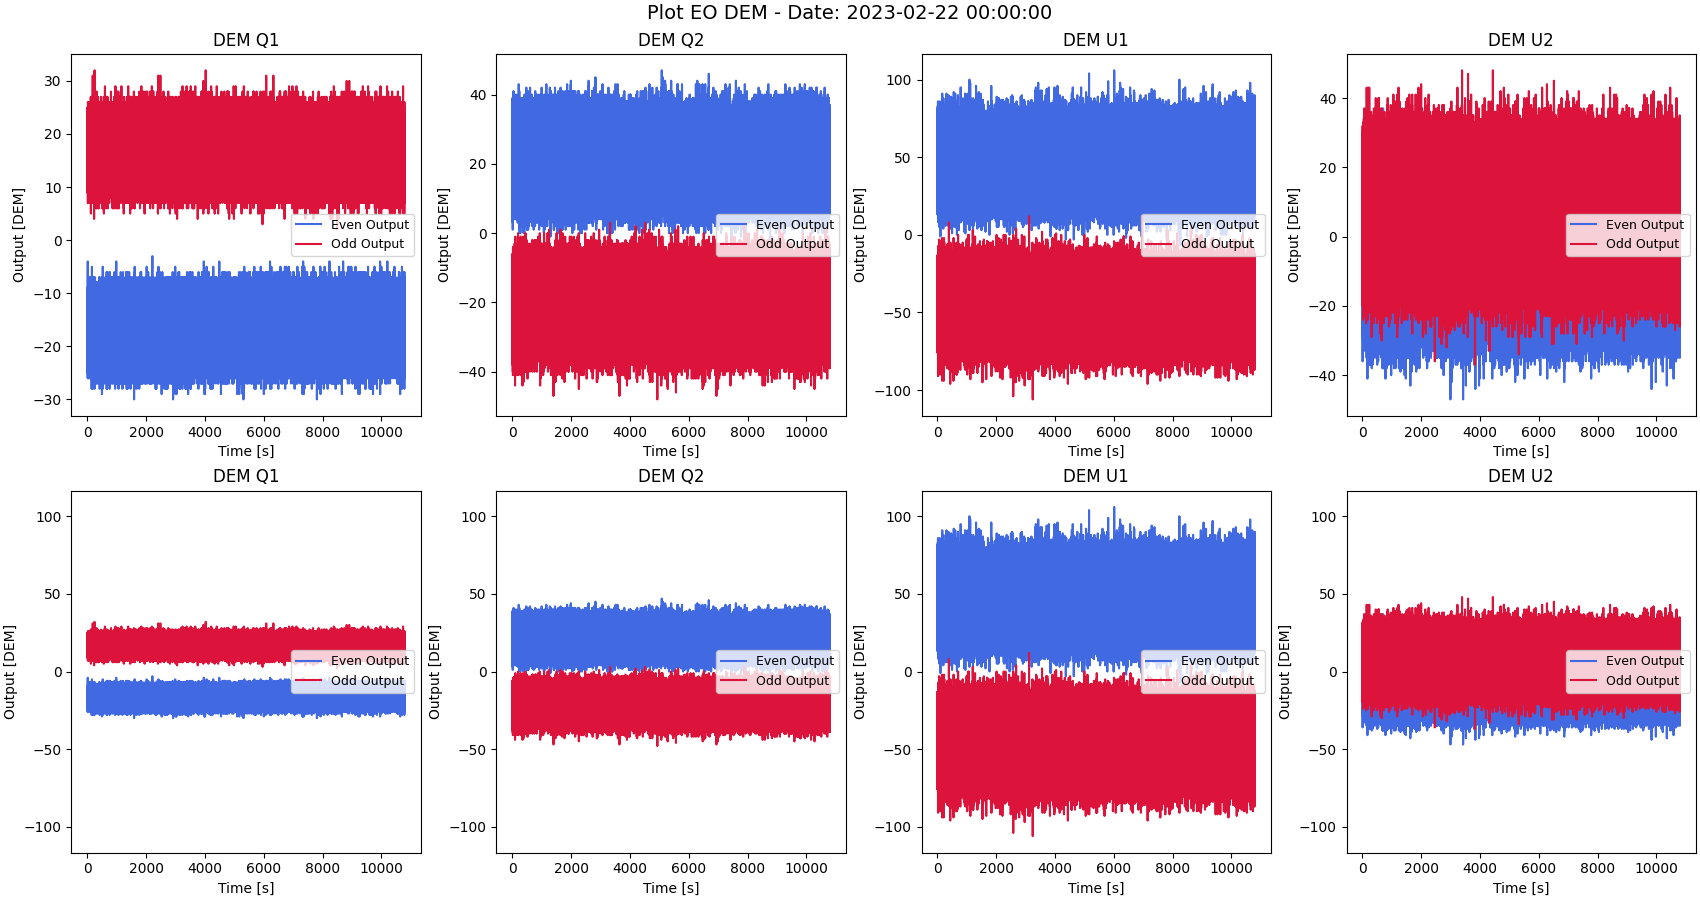 Plot EO DEM - Date: 2023-02-22 00:00:00
DEM Q1
Output [DEM]
30
20
10
0
−10
−20
−30
Even Output
Odd Output
0 2000 4000 6000 8000 10000
Time [s]
DEM Q2
Output [DEM]
40
20
0
−20
−40
Even Output
Odd Output
0 2000 4000 6000 8000 10000
Time [s]
DEM U1
Output [DEM]
100
50
0
−50
−100
Even Output
Odd Output
0 2000 4000 6000 8000 10000
Time [s]
DEM U2
Output [DEM]
40
20
0
−20
−40
Even Output
Odd Output
0 2000 4000 6000 8000 10000
Time [s]
DEM Q1
Output [DEM]
100
50
0
−50
−100
Even Output
Odd Output
0 2000 4000 6000 8000 10000
Time [s]
DEM Q2
Output [DEM]
100
50
0
−50
−100
Even Output
Odd Output
0 2000 4000 6000 8000 10000
Time [s]
DEM U1
Output [DEM]
100
50
0
−50
−100
Even Output
Odd Output
0 2000 4000 6000 8000 10000
Time [s]
DEM U2
Output [DEM]
100
50
0
−50
−100
Even Output
Odd Output
0 2000 4000 6000 8000 10000
Time [s]